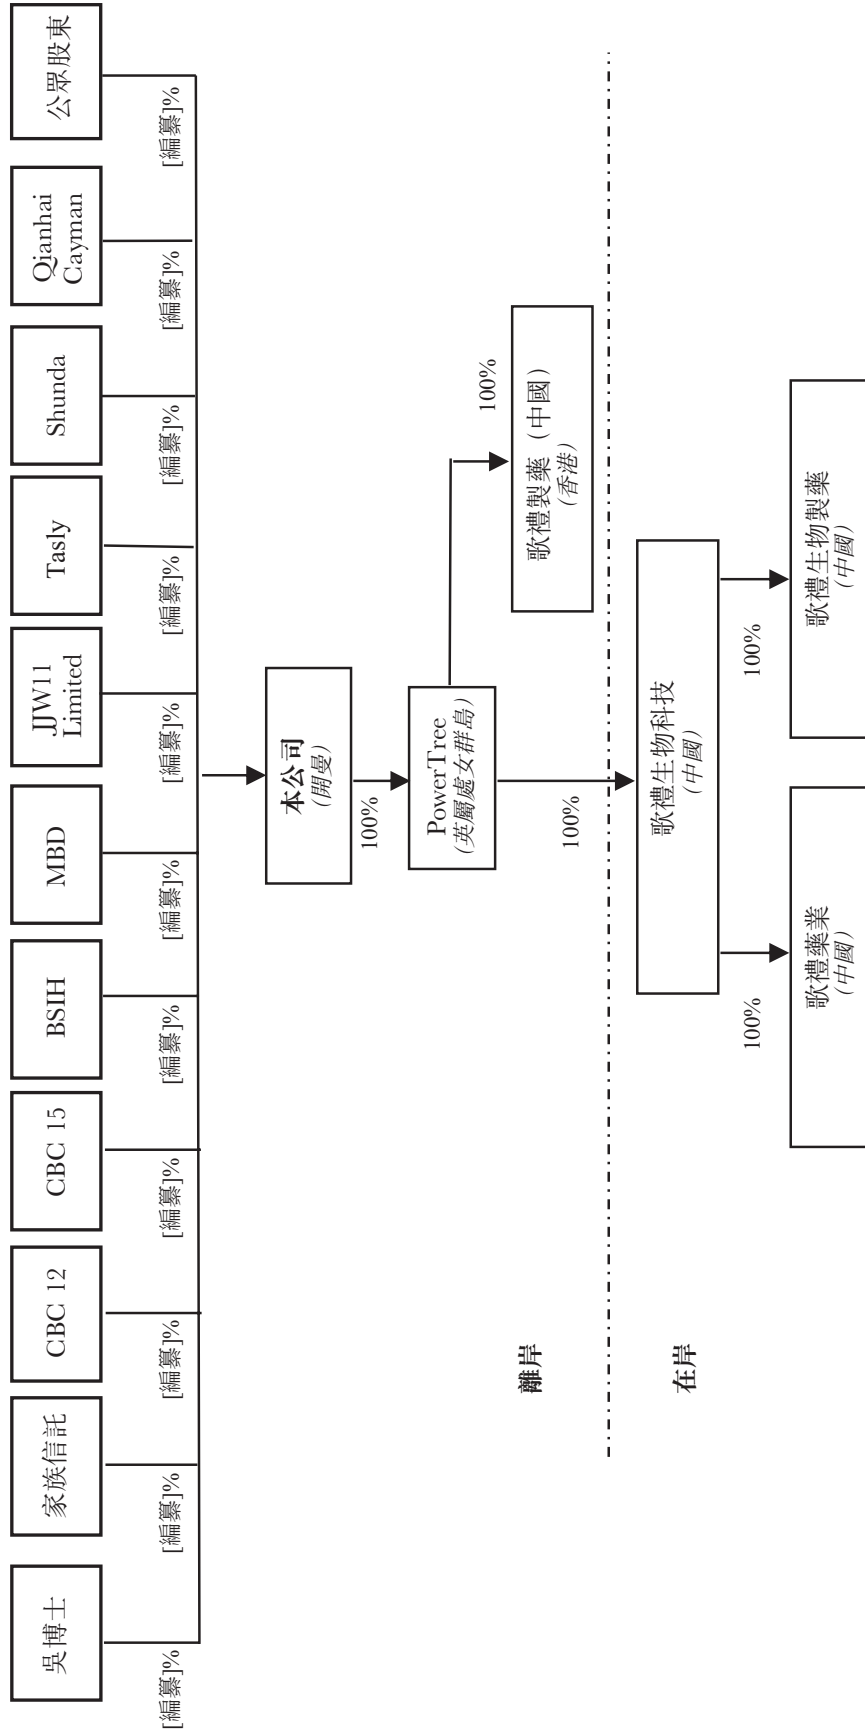 吳博士
家族信託
CBC 12
CBC 15
BSIH
MBD
JJW11
Limited
Tasly
Shunda
Qianhai
Cayman
公眾股東
[編纂]%
[編纂]%
[編纂]%
[編纂]%
[編纂]%
[編纂]%
[編纂]%
[編纂]%
[編纂]%
[編纂]%
[編纂]%
本公司
(開曼)
100%
PowerTree
(英屬處女群島)
100%
歌禮製藥（中國）
(香港)
離岸
100%
在岸
歌禮生物科技
(中國)
100%
100%
歌禮藥業
(中國)
歌禮生物製藥
(中國)